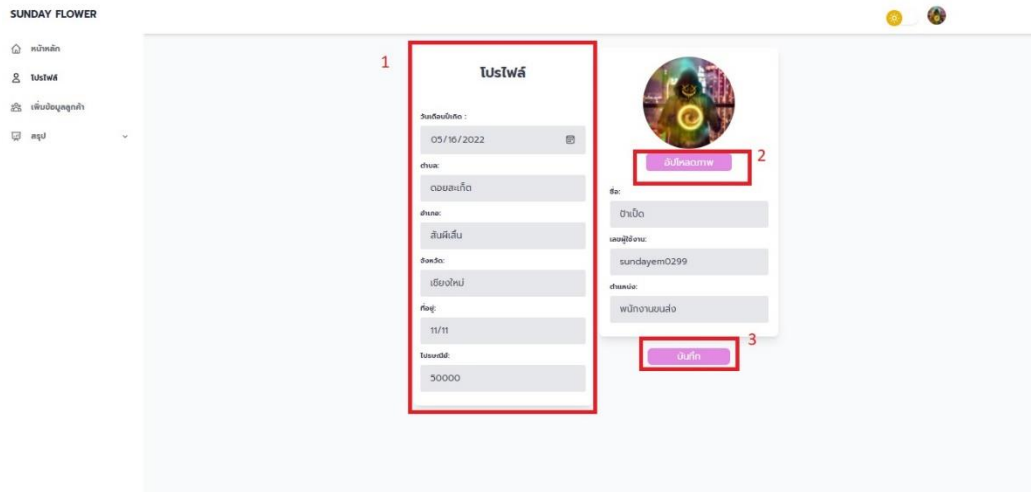 SUNDAY FLOWER
หน้าหลัก
โปรไฟล์
เพิ่มข้อมูลลูกค้า
สรุป
1
โปรไฟล์
วันเดือนปีเกิด :
05/16/2022
ตำบล:
ดอยสะเก็ด
อำเภอ:
สันผีเสื้น
จังหวัด:
เชียงใหม่
ที่อยู่:
11/11
ไปรษณีย์:
50000
2
อัปโหลดภาพ
ชื่อ:
ป้าเป็ด
เลขผู้ใช้งาน:
sundayem0299
ตำแหน่ง:
พนักงานขนส่ง
3
บันทึก